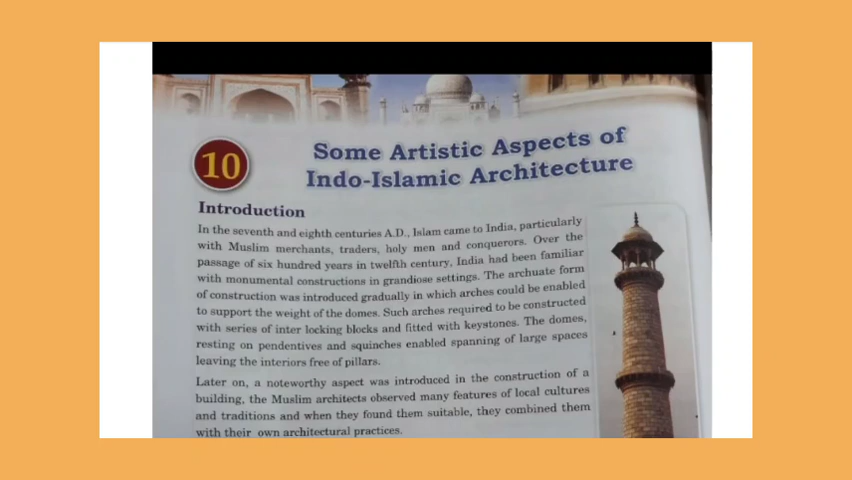 10
Some Artistic Aspects of
Indo-Islamic Architecture
Introduction
In the seventh and eighth centuries A.D., Islam came to India, particularly
with Muslim merchants, traders, holy men and conquerors. Over the
passage of six hundred years in twelfth century, India had been familiar
with monumental constructions in grandiose settings. The archuate form
of construction was introduced gradually in which arches could be enabled
to support the weight of the domes. Such arches required to be constructed
with series of inter locking blocks and fitted with keystones. The domes,
resting on pendentives and squinches enabled spanning of large spaces
leaving the interiors free of pillars.
Later on, a noteworthy aspect was introduced in the construction of a
building, the Muslim architects observed many features of local cultures
and traditions and when they found them suitable, they combined them
with their own architectural practices.